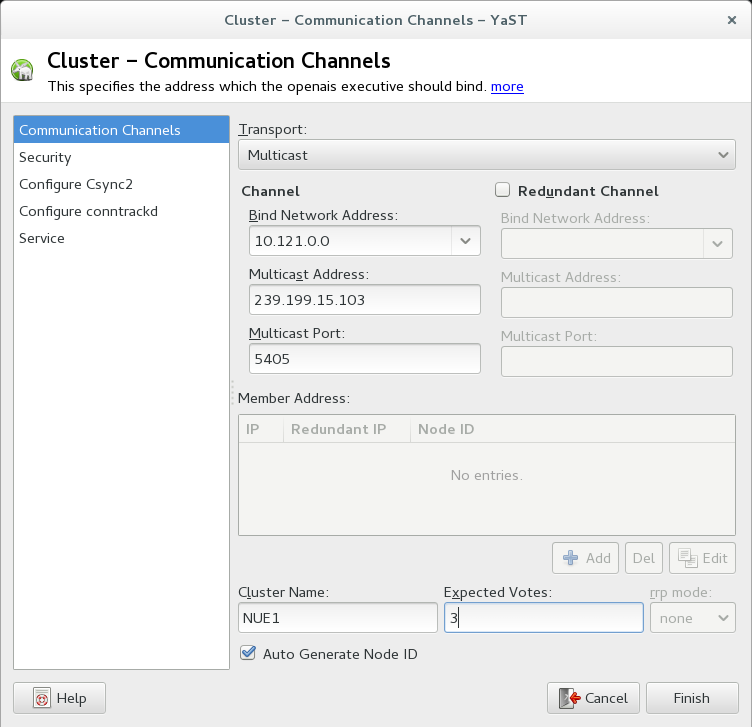 Cluster – Communication Channels – YaST
Cluster – Communication Channels
This specifies the address which the openais executive should bind. more
Communication Channels
Security
Configure Csync2
Configure conntrackd
Service
Transport:
Multicast
Channel
Bind Network Address:
10.121.0.0
Multicast Address:
239.199.15.103
Multicast Port:
5405
Redundant Channel
Bind Network Address:
Multicast Address:
Multicast Port:
Member Address:
IP Redundant IP Node ID
No entries.
Add Del Edit
Cluster Name: Expected Votes: rrp mode:
NUE1 3 none
Auto Generate Node ID
Help Cancel Finish